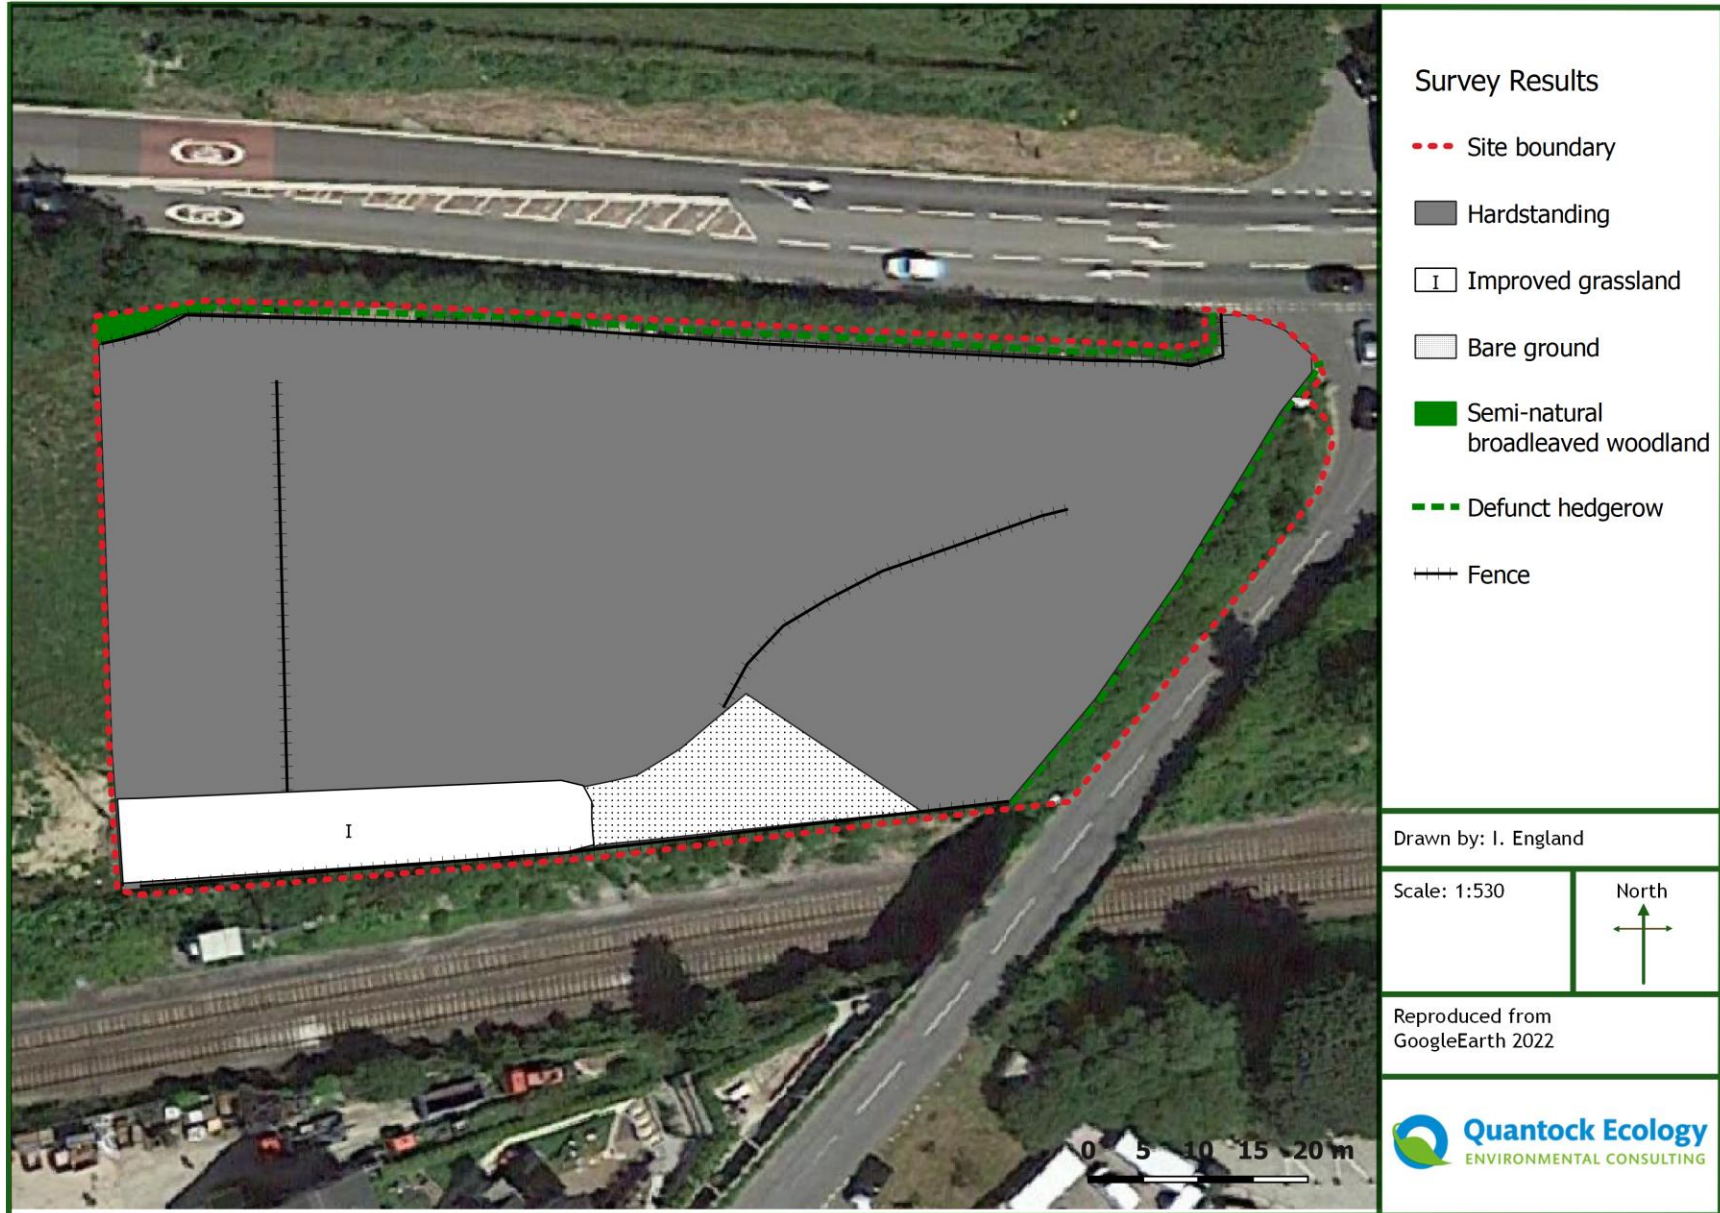 Survey Results
Site boundary
Hardstanding
I Improved grassland
Bare ground
Semi-natural
broadleaved woodland
Defunct hedgerow
Fence
I
Drawn by: I. England
Scale: 1:530
North
Reproduced from
GoogleEarth 2022
Quantock Ecology
ENVIRONMENTAL CONSULTING
0 5 10 15 20 m